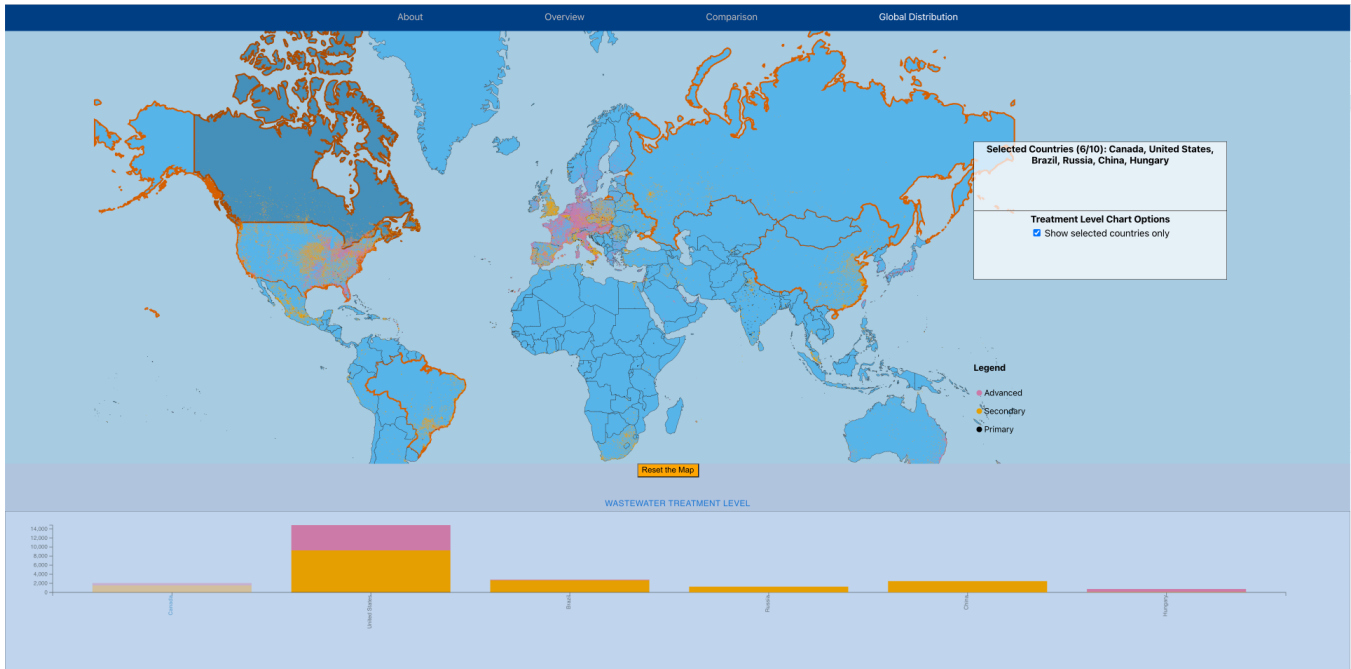 About
Overview
Comparison
Global Distribution
Selected Countries (6/10): Canada, United States,
Brazil, Russia, China, Hungary
Treatment Level Chart Options
Show selected countries only
Legend
Advanced
Secondary
Primary
Reset the Map
WASTEWATER TREATMENT LEVEL
14,000
12,000
10,000
8,000
6,000
4,000
2,000
0
Canada
United States
Brazil
Russia
China
Hungary